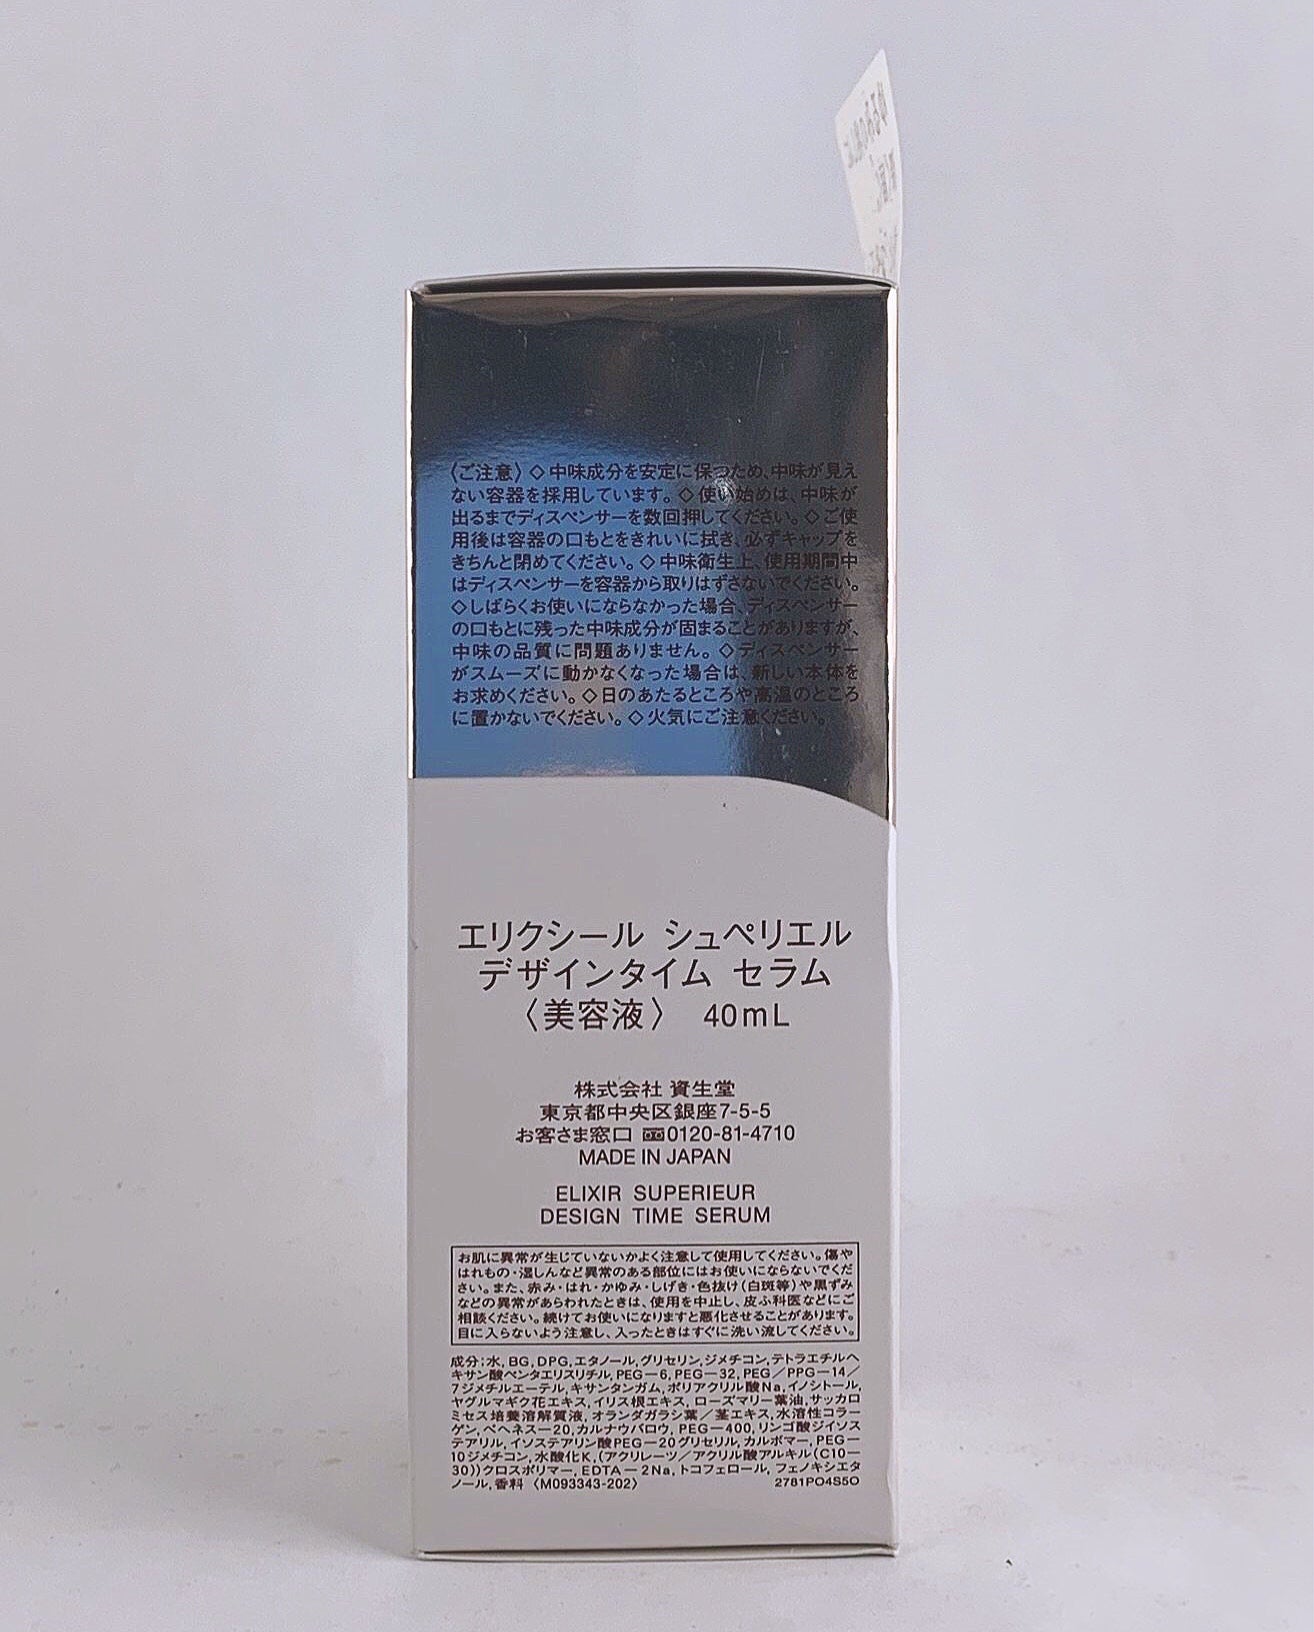 〈ご注意〉◇中味成分を安定に保つため、中味が見え
ない容器を採用しています。◇使い始めは、中味が
出るまでディスペンサーを数回押してください。◇ご使
用後は容器の口もとをきれいに拭き、必ずキャップを
きちんと閉めてください。◇中味衛生上、使用期間中
はディスペンサーを容器から取りはずさないでください。
◇しばらくお使いにならなかった場合、ディスペンサー
の口もとに残った中味成分が固まることがありますが、
中味の品質に問題ありません。◇ディスペンサー
がスムーズに動かなくなった場合は、新しい本体を
お求めください。◇日のあたるところや高温のところ
に置かないでください。◇火気にご注意ください。
エリクシール シュペリエル
デザインタイム セラム
〈美容液〉 40mL
株式会社 資生堂
東京都中央区銀座7-5-5
お客さま窓口 0120-81-4710
MADE IN JAPAN
ELIXIR SUPERIEUR
DESIGN TIME SERUM
お肌に異常が生じていないかよく注意して使用してください。傷や
はれもの・湿しんなど異常のある部位にはお使いにならないでくだ
さい。また、赤み・はれ・かゆみ・しげき・色抜け(白斑等)や黒ずみ
などの異常があらわれたときは、使用を中止し、皮ふ科医などにご
相談ください。続けてお使いになりますと悪化させることがあります。
目に入らないよう注意し、入ったときはすぐに洗い流してください。
成分：水,BG,DPG,エタノール,グリセリン,ジメチコン,テトラエチルヘ
キサン酸ペンタエリスリチル,PEG－6,PEG－32,PEG／PPG－14／
7ジメチルエーテル,キサンタンガム,ポリアクリル酸Na,イノシトール,
ヤグルマギク花エキス,イリス根エキス,ローズマリー葉油,サッカロ
ミセス培養溶解質液,オランダガラシ葉／茎エキス,水溶性コラー
ゲン,ベヘネス－20,カルナウバロウ,PEG－400,リンゴ酸ジイソス
テアリル,イソステアリン酸PEG－20グリセリル,カルボマー,PEG－
10ジメチコン,水酸化K,(アクリレーツ／アクリル酸アルキル(C10－
30))クロスポリマー,EDTA－2Na,トコフェロール,フェノキシエタ
ノール,香料〈M093343-202〉 2781PO4S5O